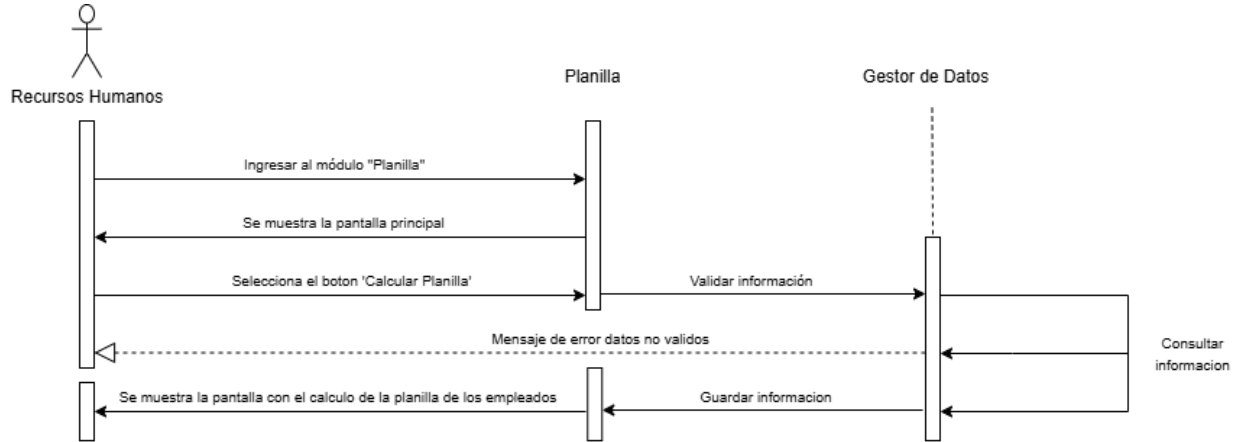 Recursos Humanos
Planilla
Gestor de Datos
Ingresar al módulo "Planilla"
Se muestra la pantalla principal
Selecciona el boton 'Calcular Planilla'
Validar información
Mensaje de error datos no validos
Consultar
informacion
Se muestra la pantalla con el calculo de la planilla de los empleados
Guardar informacion